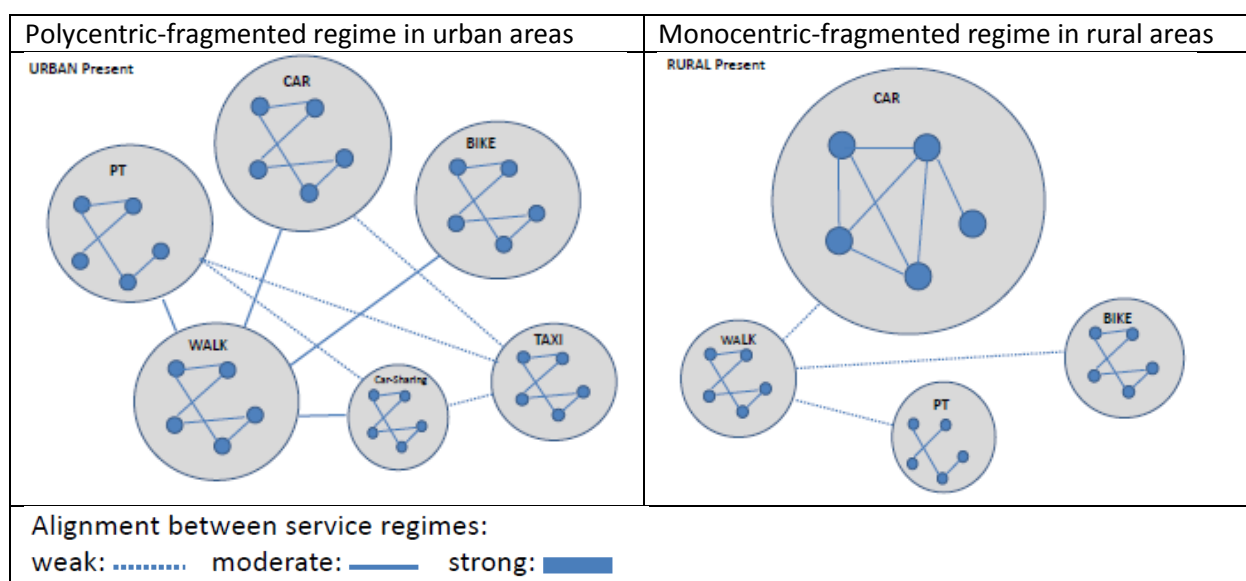 Polycentric-fragmented regime in urban areas
Monocentric-fragmented regime in rural areas
URBAN Present
CAR
BIKE
PT
WALK
Car-Sharing
TAXI
RURAL Present
CAR
WALK
BIKE
PT
Alignment between service regimes:
weak: moderate: strong: